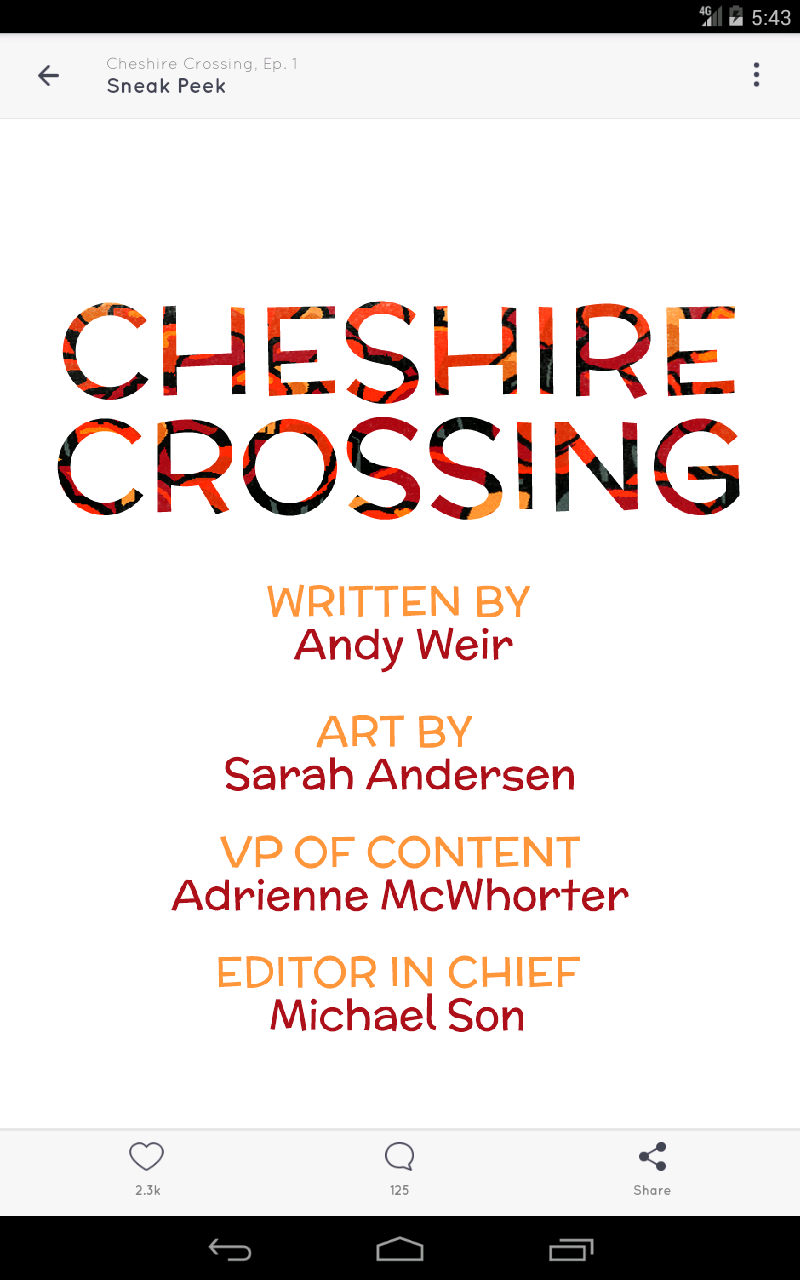 4G 5:43
Cheshire Crossing, Ep. 1
Sneak Peek
CHESHIRE
CROSSING
WRITTEN BY
Andy Weir
ART BY
Sarah Andersen
VP OF CONTENT
Adrienne McWhorter
EDITOR IN CHIEF
Michael Son
2.3k 125 Share